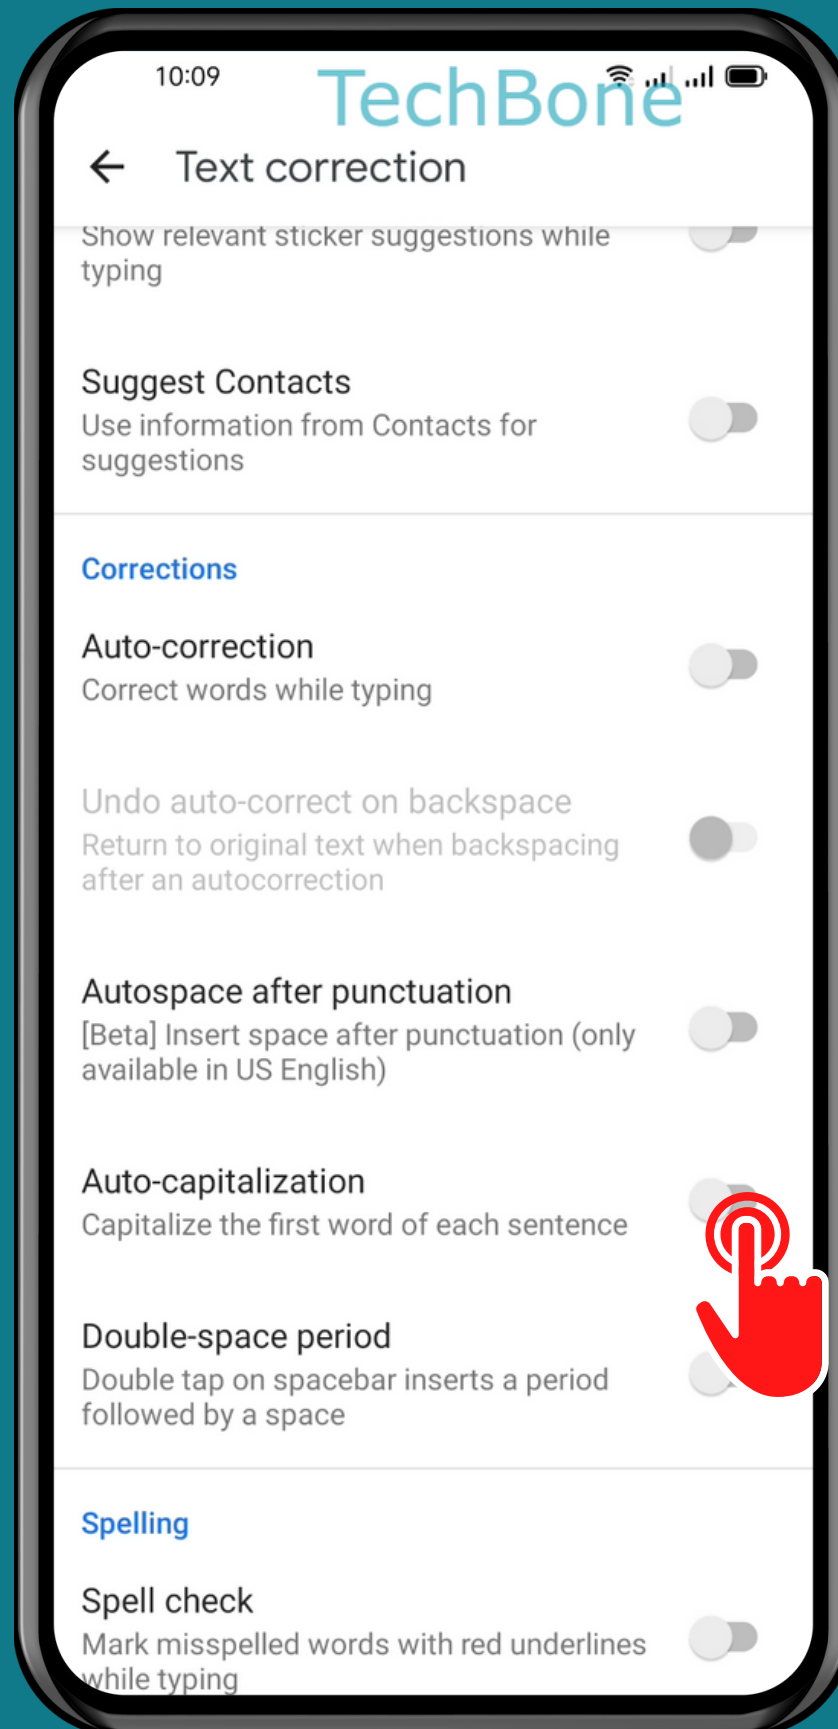 10:09
TechBone
Text correction
Show relevant sticker suggestions while
typing
Suggest Contacts
Use information from Contacts for
suggestions
Corrections
Auto-correction
Correct words while typing
Undo auto-correct on backspace
Return to original text when backspacing
after an autocorrection
Autospace after punctuation
[Beta] Insert space after punctuation (only
available in US English)
Auto-capitalization
Capitalize the first word of each sentence
Double-space period
Double tap on spacebar inserts a period
followed by a space
Spelling
Spell check
Mark misspelled words with red underlines
while typing